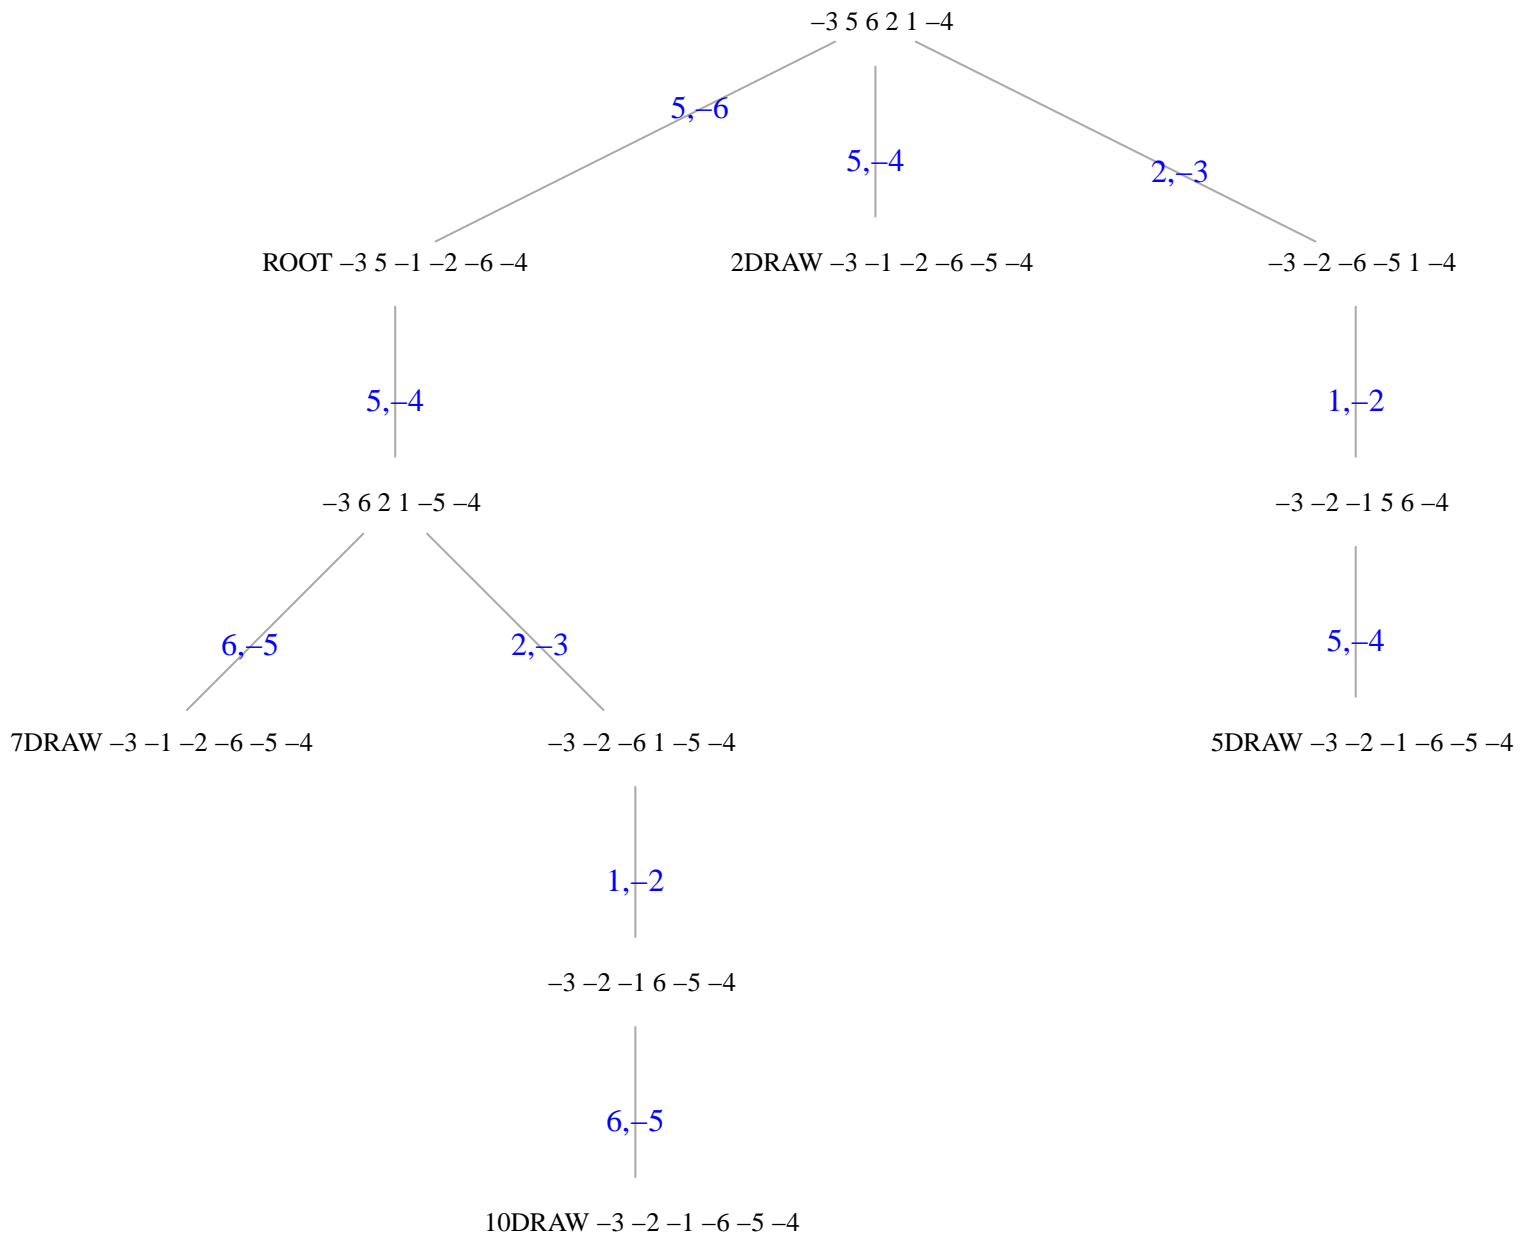 –3 5 6 2 1 –4
5,–6
5,–4
2,–3
ROOT –3 5 –1 –2 –6 –4
2DRAW –3 –1 –2 –6 –5 –4
–3 –2 –6 –5 1 –4
5,–4
1,–2
–3 6 2 1 –5 –4
–3 –2 –1 5 6 –4
6,–5
2,–3
5,–4
7DRAW –3 –1 –2 –6 –5 –4
–3 –2 –6 1 –5 –4
5DRAW –3 –2 –1 –6 –5 –4
1,–2
–3 –2 –1 6 –5 –4
6,–5
10DRAW –3 –2 –1 –6 –5 –4